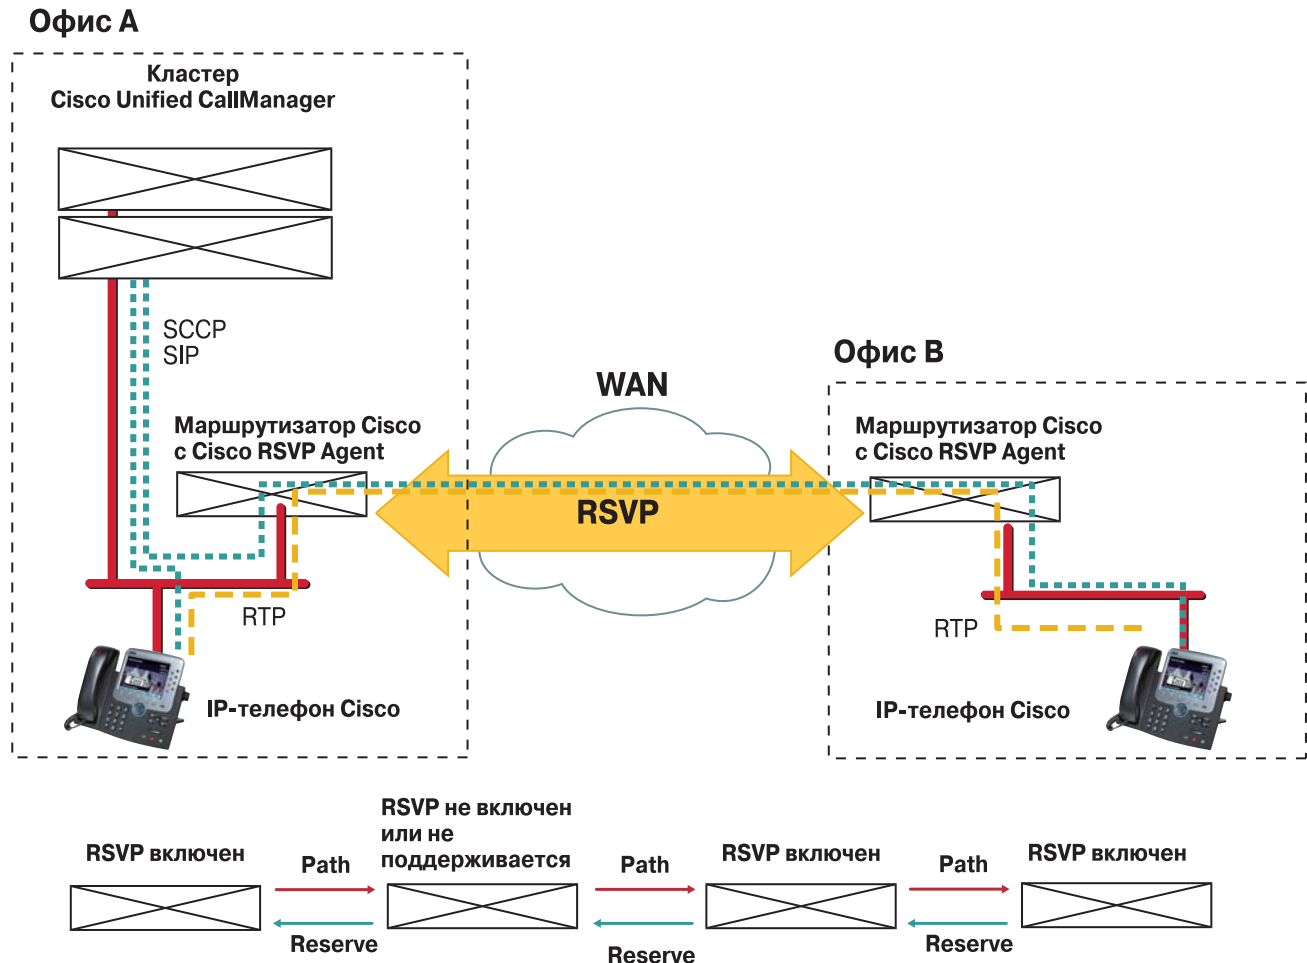 Офис А
Кластер
Cisco Unified CallManager
SCCP
SIP
Маршрутизатор Cisco
с Cisco RSVP Agent
RTP
IP-телефон Cisco
WAN
RSVP
Офис В
Маршрутизатор Cisco
с Cisco RSVP Agent
RTP
IP-телефон Cisco
RSVP включен
Path
Reserve
RSVP не включен
или не
поддерживается
Path
Reserve
RSVP включен
Path
Reserve
RSVP включен